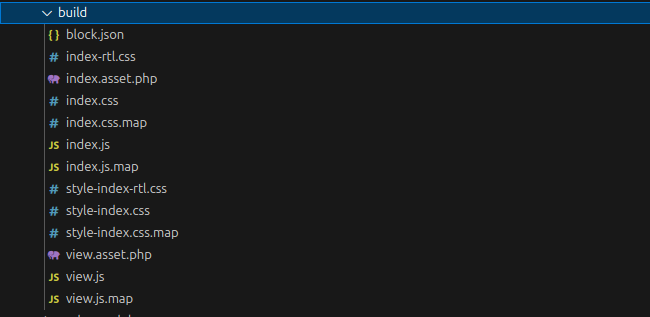 build
{ } block.json
# index-rtl.css
index.asset.php
# index.css
# index.css.map
JS index.js
JS index.js.map
# style-index-rtl.css
# style-index.css
# style-index.css.map
view.asset.php
JS view.js
JS view.js.map